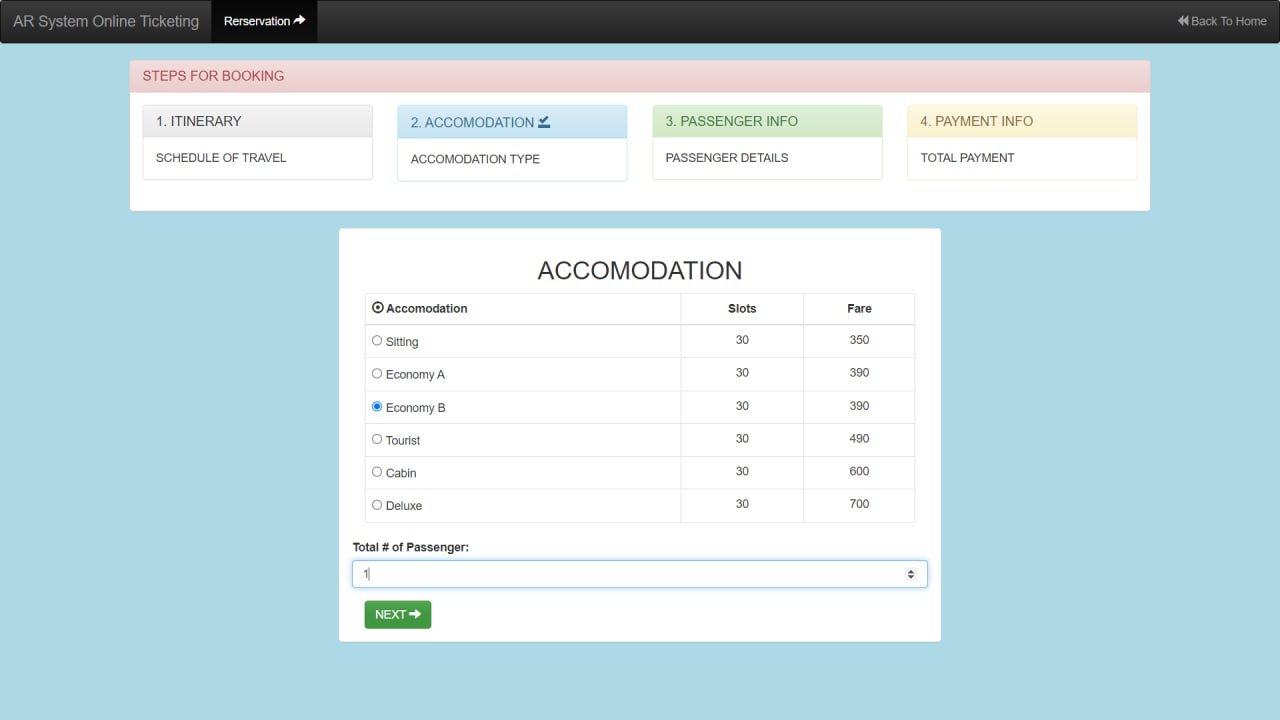 AR System Online Ticketing Rerservation Back To Home
STEPS FOR BOOKING
1. ITINERARY
SCHEDULE OF TRAVEL
2. ACCOMODATION
ACCOMODATION TYPE
3. PASSENGER INFO
PASSENGER DETAILS
4. PAYMENT INFO
TOTAL PAYMENT
ACCOMODATION
Accomodation Slots Fare
Sitting 30 350
Economy A 30 390
Economy B 30 390
Tourist 30 490
Cabin 30 600
Deluxe 30 700
Total # of Passenger:
1
NEXT